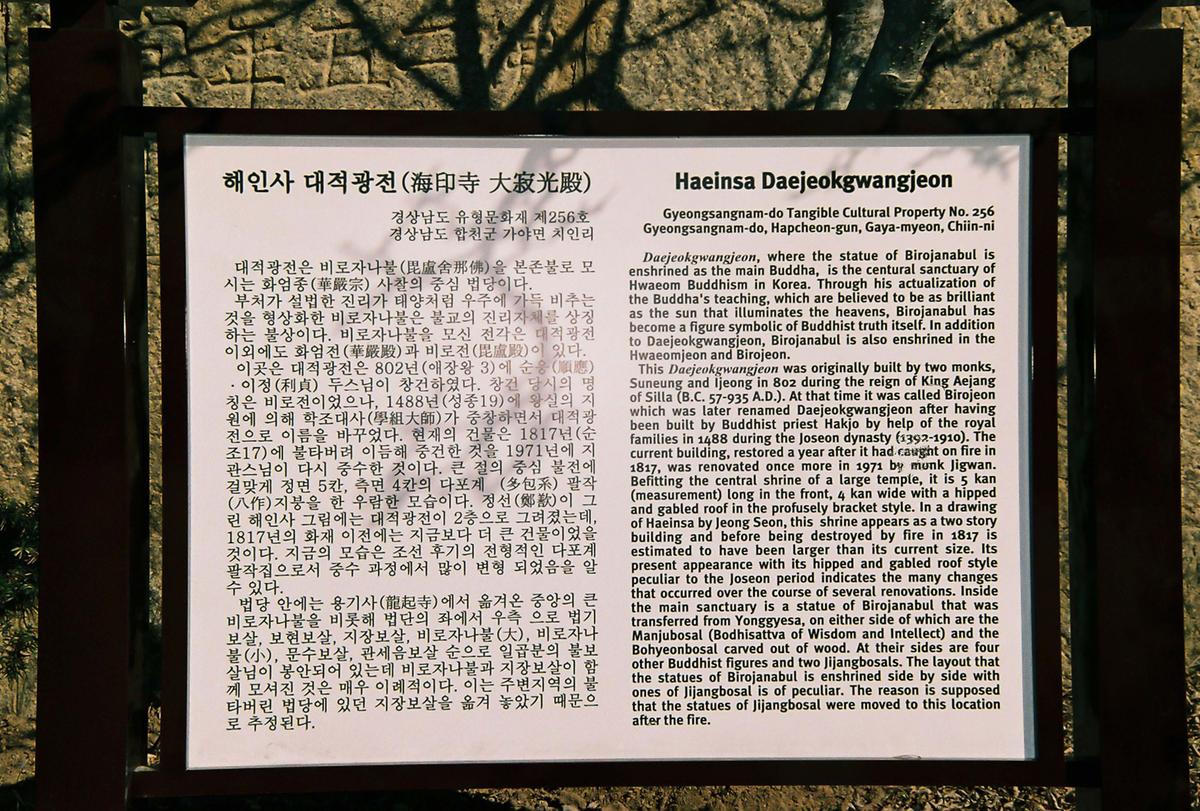 해인사 대적광전(海印寺 大寂光殿)
경상남도 유형문화재 제256호
경상남도 합천군 가야면 치인리
대적광전은 비로자나불(毘盧舍那佛)을 본존불로 모
시는 화엄종(華嚴宗) 사찰의 중심 법당이다.
부처가 설법한 진리가 태양처럼 우주에 가득 비추는
것을 형상화한 비로자나불은 불교의 진리자체를 상징
하는 불상이다. 비로자나불을 모신 전각은 대적광전
이외에도 화엄전(華嚴殿)과 비로전(毘盧殿)이 있다.
이곳은 대적광전은 802년(애장왕 3)에 순응(順應)
·이정(利貞) 두스님이 창건하였다. 창건 당시의 명
칭은 비로전이었으나, 1488년(성종19)에 왕실의 지
원에 의해 학조대사(學組大師)가 중창하면서 대적광
전으로 이름을 바꾸었다. 현재의 건물은 1817년(순
조17)에 불타버려 이듬해 중건한 것을 1971년에 지
관스님이 다시 중수한 것이다. 큰 절의 중심 불전에
걸맞게 정면 5칸, 측면 4칸의 다포계 (多包系) 팔작
(八作)지붕을 한 우람한 모습이다. 정선(鄭歚)이 그
린 해인사 그림에는 대적광전이 2층으로 그려졌는데,
1817년의 화재 이전에는 지금보다 더 큰 건물이었을
것이다. 지금의 모습은 조선 후기의 전형적인 다포계
팔작집으로서 중수 과정에서 많이 변형 되었음을 알
수 있다.
법당 안에는 용기사(龍起寺)에서 옮겨온 중앙의 큰
비로자나불을 비롯해 법단의 좌에서 우측 으로 법기
보살, 보현보살, 지장보살, 비로자나불(大), 비로자나
불(小), 문수보살, 관세음보살 순으로 일곱분의 불보
살님이 봉안되어 있는데 비로자나불과 지장보살이 함
께 모셔진 것은 매우 이례적이다. 이는 주변지역의 불
타버린 법당에 있던 지장보살을 옮겨 놓았기 때문으
로 추정된다.
Haeinsa Daejeokgwangjeon
Gyeongsangnam-do Tangible Cultural Property No. 256
Gyeongsangnam-do, Hapcheon-gun, Gaya-myeon, Chiin-ni
Daejeokgwangjeon, where the statue of Birojanabul is
enshrined as the main Buddha, is the centural sanctuary of
Hwaeom Buddhism in Korea. Through his actualization of
the Buddha's teaching, which are believed to be as brilliant
as the sun that illuminates the heavens, Birojanabul has
become a figure symbolic of Buddhist truth itself. In addition
to Daejeokgwangjeon, Birojanabul is also enshrined in the
Hwaeomjeon and Birojeon.
This Daejeokgwangjeon was originally built by two monks,
Suneung and Ijeong in 802 during the reign of King Aejang
of Silla (B.C. 57-935 A.D.). At that time it was called Birojeon
which was later renamed Daejeokgwangjeon after having
been built by Buddhist priest Hakjo by help of the royal
families in 1488 during the Joseon dynasty (1392-1910). The
current building, restored a year after it had caught on fire in
1817, was renovated once more in 1971 by monk Jigwan.
Befitting the central shrine of a large temple, it is 5 kan
(measurement) long in the front, 4 kan wide with a hipped
and gabled roof in the profusely bracket style. In a drawing
of Haeinsa by Jeong Seon, this shrine appears as a two story
building and before being destroyed by fire in 1817 is
estimated to have been larger than its current size. Its
present appearance with its hipped and gabled roof style
peculiar to the Joseon period indicates the many changes
that occurred over the course of several renovations. Inside
the main sanctuary is a statue of Birojanabul that was
transferred from Yonggyesa, on either side of which are the
Manjubosal (Bodhisattva of Wisdom and Intellect) and the
Bohyeonbosal carved out of wood. At their sides are four
other Buddhist figures and two Jijangbosals. The layout that
the statues of Birojanabul is enshrined side by side with
ones of Jijangbosal is of peculiar. The reason is supposed
that the statues of Jijangbosal were moved to this location
after the fire.